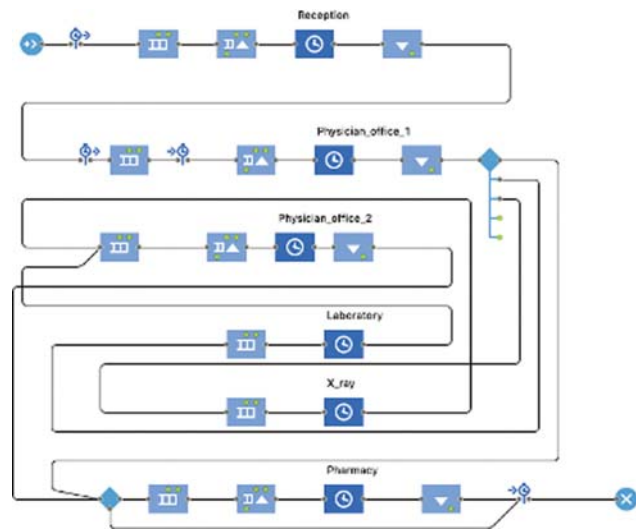 Reception
Physician_office_1
Physician_office_2
Laboratory
X_ray
Pharmacy